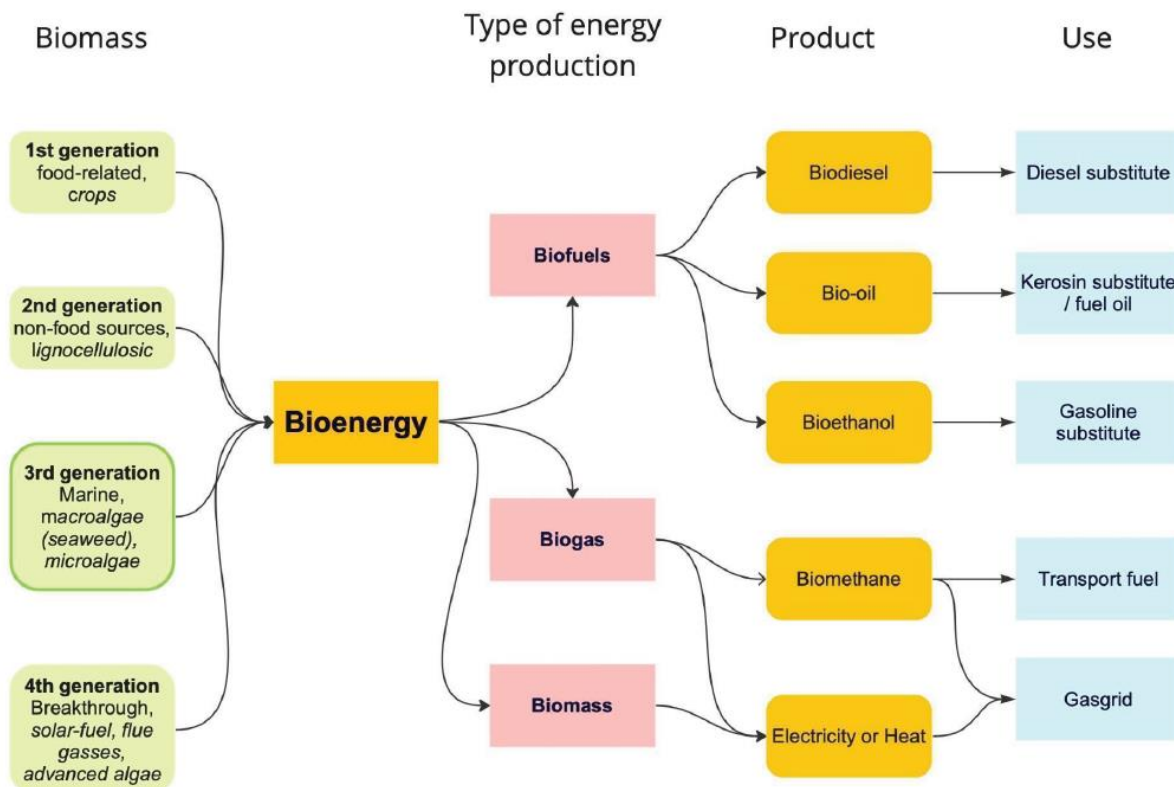 Biomass
Type of energy
production
Product
Use
1st generation
food-related,
crops
2nd generation
non-food sources,
lignocellulosic
3rd generation
Marine,
macroalgae
(seaweed),
microalgae
4th generation
Breakthrough,
solar-fuel, flue
gasses,
advanced algae
Bioenergy
Biofuels
Biogas
Biomass
Biodiesel
Bio-oil
Bioethanol
Biomethane
Electricity or Heat
Diesel substitute
Kerosin substitute
/ fuel oil
Gasoline
substitute
Transport fuel
Gasgrid